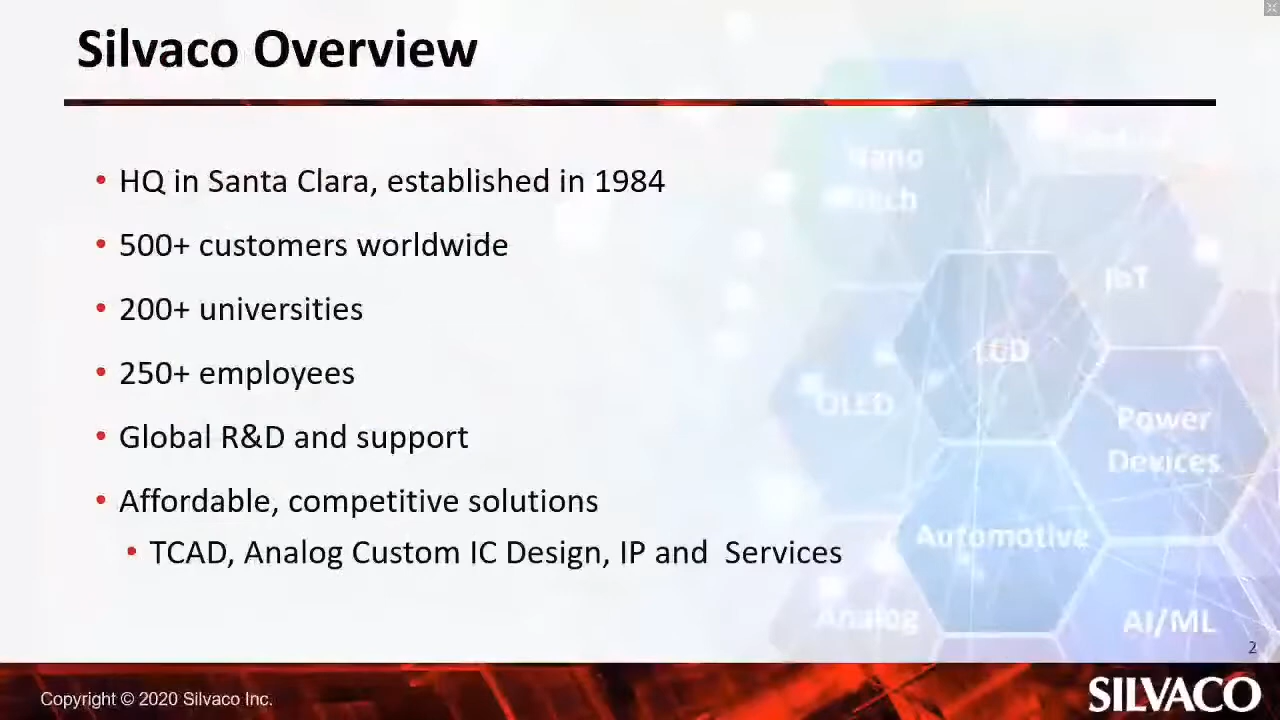 Silvaco Overview
• HQ in Santa Clara, established in 1984
• 500+ customers worldwide
• 200+ universities
• 250+ employees
• Global R&D and support
• Affordable, competitive solutions
• TCAD, Analog Custom IC Design, IP and  Services
Nano
IoT
OLED
Power
Devices
Automotive
Analog
AI/ML
2
Copyright © 2020 Silvaco Inc.
SILVACO